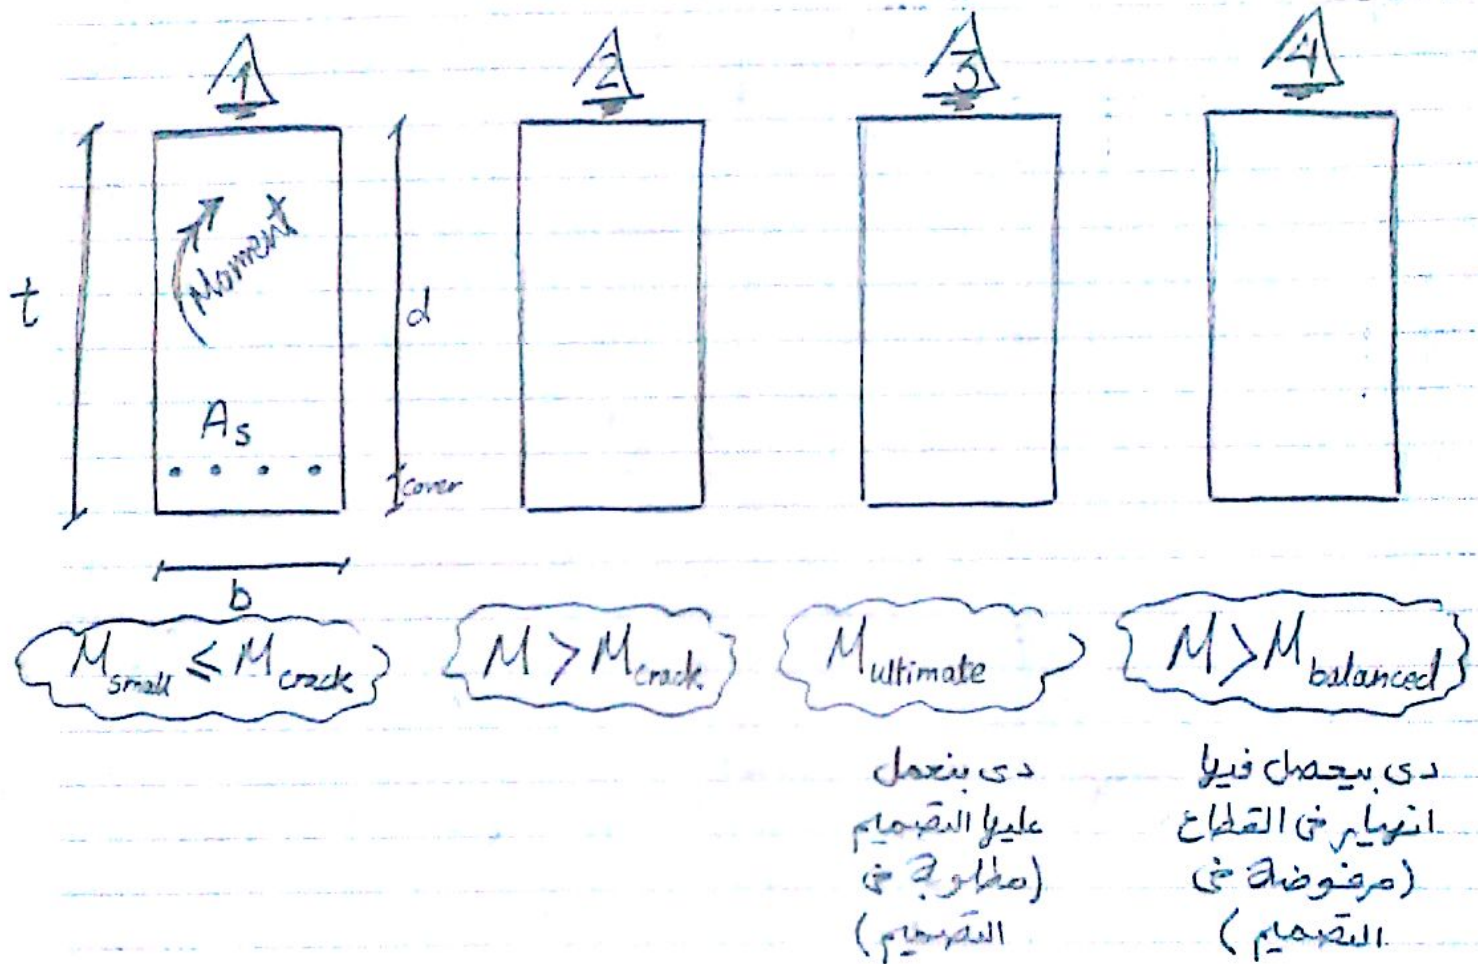 1
2
3
4
t
Moment
d
As
cover
b
M small ≤ M crack
M > M crack
M ultimate
M > M balanced
دى بنعمل
عليها التصميم
(مطلوبة فى
التصميم)
دى بيحصل فيها
انهيار فى القطاع
(مرفوضة فى
التصميم)